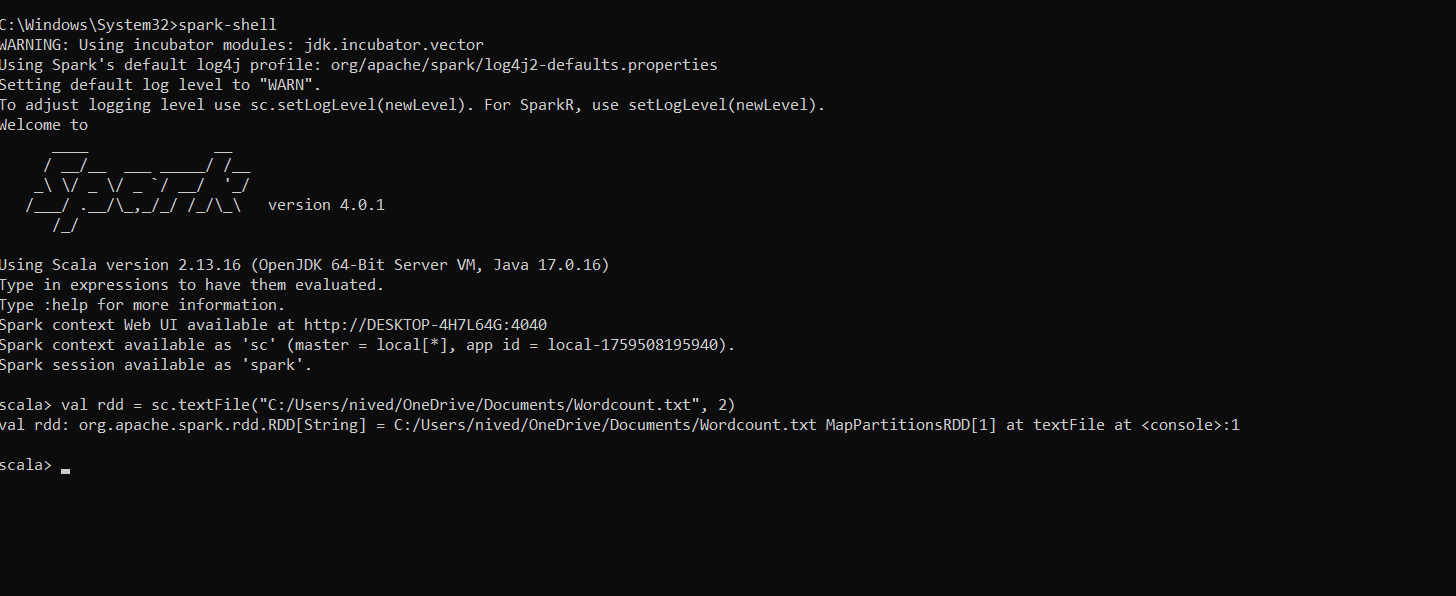 C:\Windows\System32>spark-shell
WARNING: Using incubator modules: jdk.incubator.vector
Using Spark's default log4j profile: org/apache/spark/log4j2-defaults.properties
Setting default log level to "WARN".
To adjust logging level use sc.setLogLevel(newLevel). For SparkR, use setLogLevel(newLevel).
Welcome to
      ____              __
     / __/__  ___ _____/ /__
    _\ \/ _ \/ _ `/ __/  '_/
   /___/ .__/\_,_/_/ /_/\_\   version 4.0.1
      /_/
Using Scala version 2.13.16 (OpenJDK 64-Bit Server VM, Java 17.0.16)
Type in expressions to have them evaluated.
Type :help for more information.
Spark context Web UI available at http://DESKTOP-4H7L64G:4040
Spark context available as 'sc' (master = local[*], app id = local-1759508195940).
Spark session available as 'spark'.
scala> val rdd = sc.textFile("C:/Users/nived/OneDrive/Documents/Wordcount.txt", 2)
val rdd: org.apache.spark.rdd.RDD[String] = C:/Users/nived/OneDrive/Documents/Wordcount.txt MapPartitionsRDD[1] at textFile at <console>:1
scala>